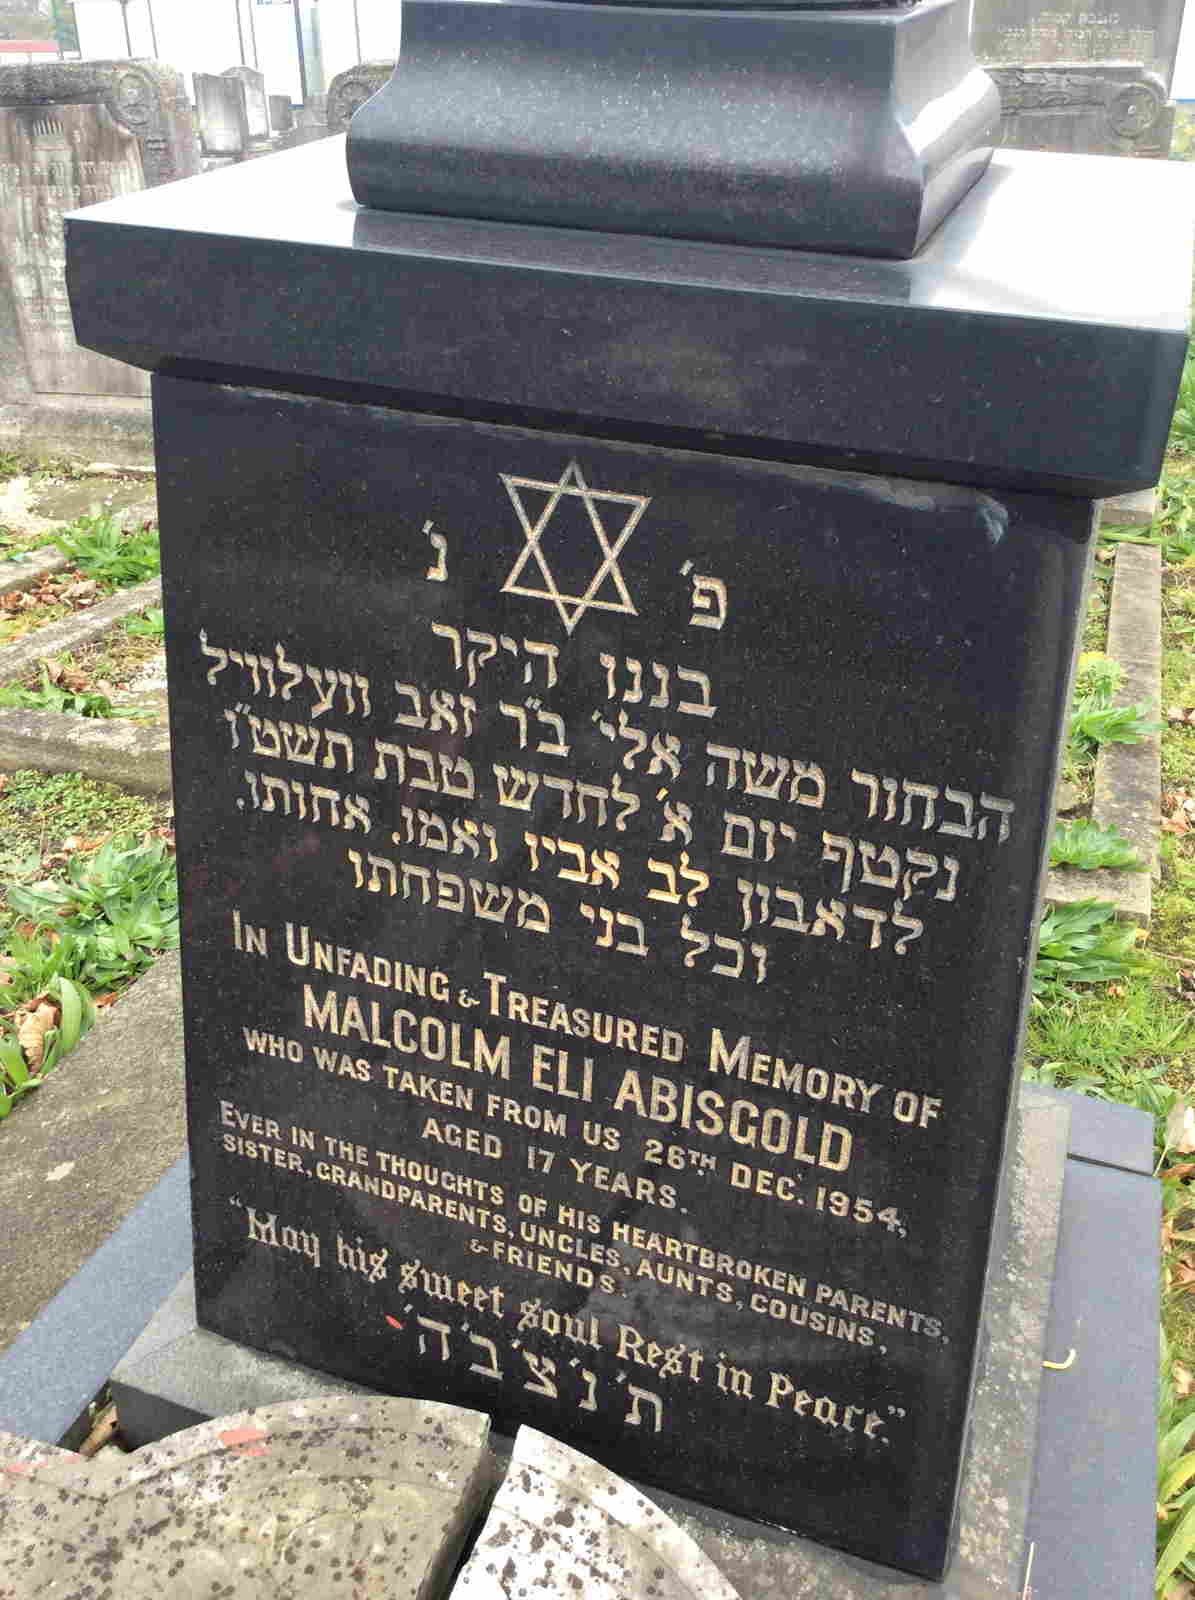 פ׳ נ׳
בננו היקר
הבחור משה אלי׳ ב״ר זאב וועלוויל
נקטף יום א׳ לחדש טבת תשט״ו
לדאבון לב אביו ואמו, אחותו,
וכל בני משפחתו
IN UNFADING & TREASURED MEMORY OF
MALCOLM ELI ABISGOLD
WHO WAS TAKEN FROM US 26TH DEC. 1954,
AGED 17 YEARS.
EVER IN THE THOUGHTS OF HIS HEARTBROKEN PARENTS,
SISTER, GRANDPARENTS, UNCLES, AUNTS, COUSINS,
& FRIENDS.
"May his sweet soul Rest in Peace."
ת׳ נ׳ צ׳ ב׳ ה׳